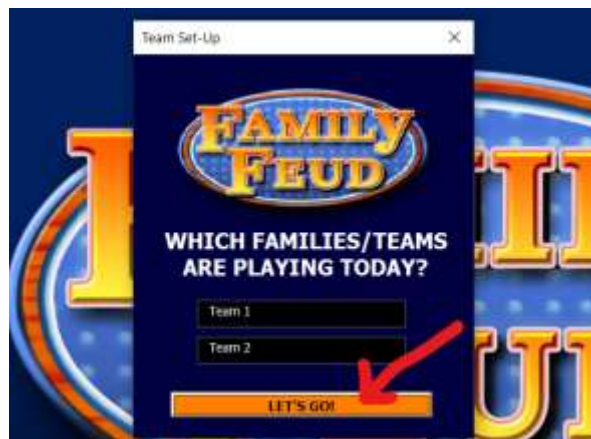 Team Set-Up
FAMILY
FEUD
WHICH FAMILIES/TEAMS
ARE PLAYING TODAY?
Team 1
Team 2
LET'S GO!